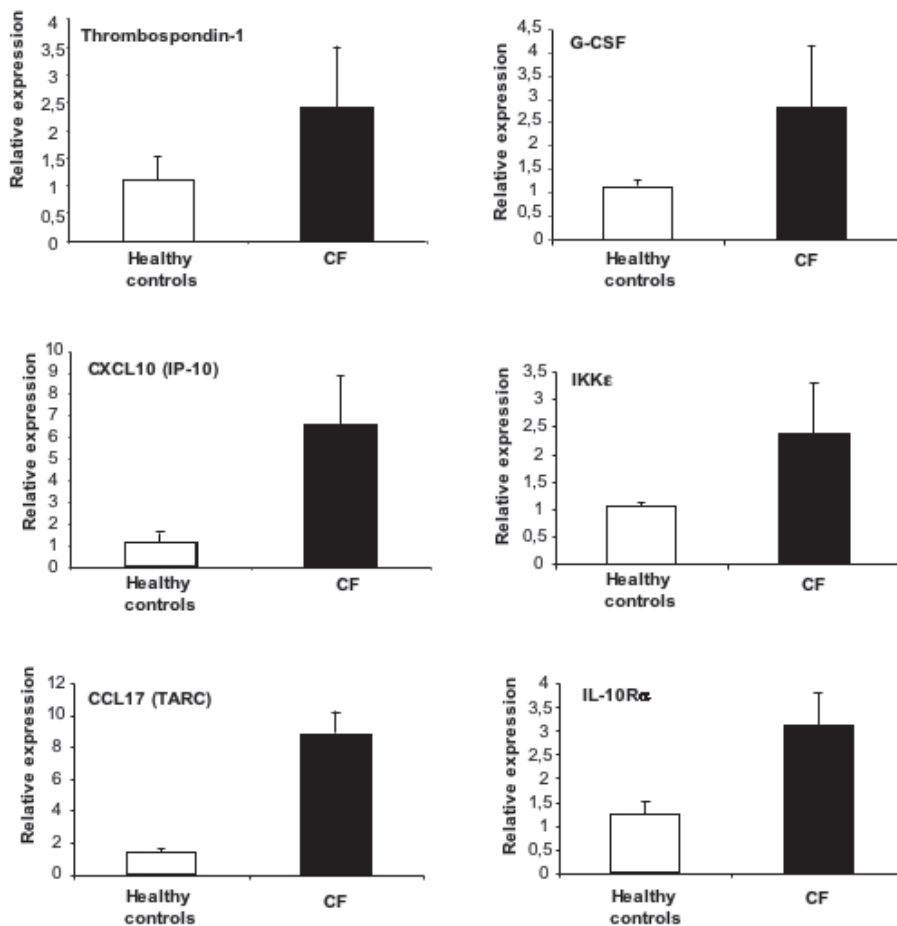 Thrombospondin-1
Relative expression
4
3,5
3
2,5
2
1,5
1
0,5
0
Healthy
controls
CF
G-CSF
Relative expression
4,5
4
3,5
3
2,5
2
1,5
1
0,5
0
Healthy
controls
CF
CXCL10 (IP-10)
Relative expression
10
9
8
7
6
5
4
3
2
1
0
Healthy
controls
CF
IKKε
Relative expression
3,5
3
2,5
2
1,5
1
0,5
0
Healthy
controls
CF
CCL17 (TARC)
Relative expression
12
10
8
6
4
2
0
Healthy
controls
CF
IL-10Rα
Relative expression
4
3,5
3
2,5
2
1,5
1
0,5
0
Healthy
controls
CF